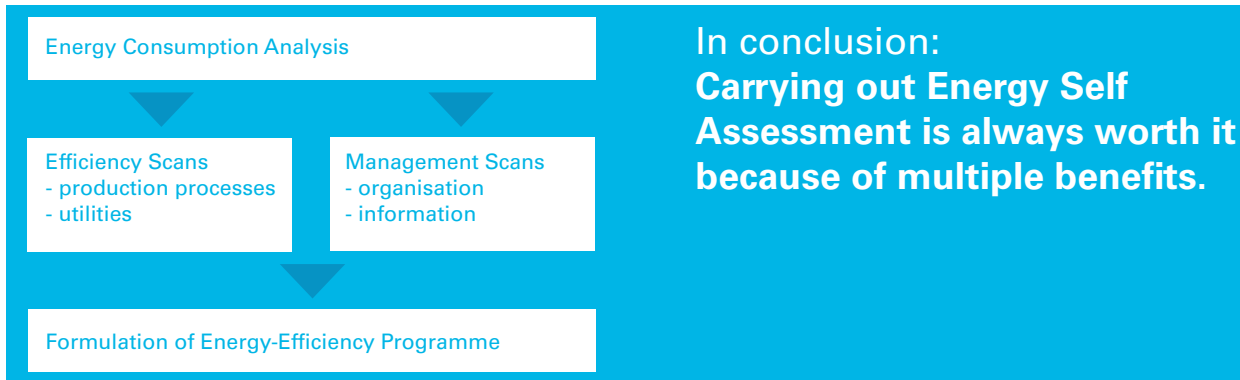 Energy Consumption Analysis
Efficiency Scans
- production processes
- utilities
Management Scans
- organisation
- information
Formulation of Energy-Efficiency Programme
In conclusion:
Carrying out Energy Self
Assessment is always worth it
because of multiple benefits.